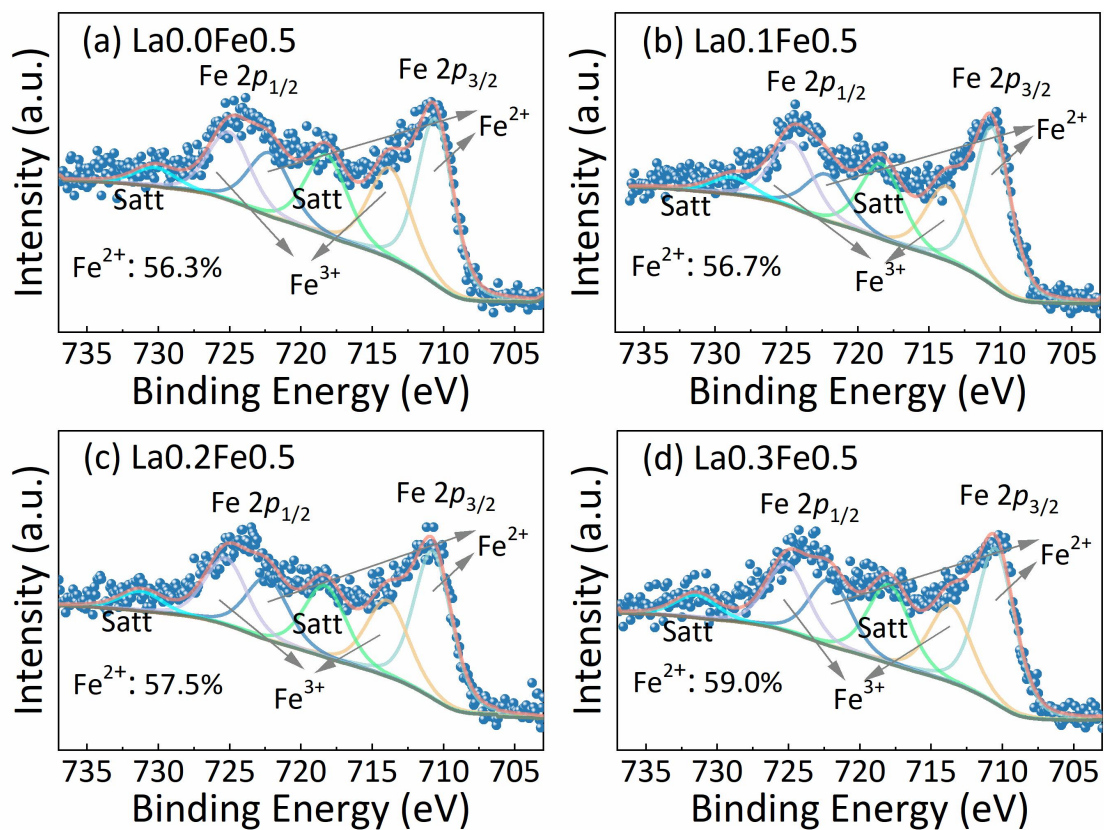 (a) La0.0Fe0.5
Fe 2p₁/₂
Fe 2p₃/₂
Fe²⁺
Satt
Satt
Fe²⁺: 56.3%
Fe³⁺
Intensity (a.u.)
735 730 725 720 715 710 705
Binding Energy (eV)
(b) La0.1Fe0.5
Fe 2p₁/₂
Fe 2p₃/₂
Fe²⁺
Satt
Satt
Fe²⁺: 56.7%
Fe³⁺
Intensity (a.u.)
735 730 725 720 715 710 705
Binding Energy (eV)
(c) La0.2Fe0.5
Fe 2p₁/₂
Fe 2p₃/₂
Fe²⁺
Satt
Satt
Fe²⁺: 57.5%
Fe³⁺
Intensity (a.u.)
735 730 725 720 715 710 705
Binding Energy (eV)
(d) La0.3Fe0.5
Fe 2p₁/₂
Fe 2p₃/₂
Fe²⁺
Satt
Satt
Fe²⁺: 59.0%
Fe³⁺
Intensity (a.u.)
735 730 725 720 715 710 705
Binding Energy (eV)